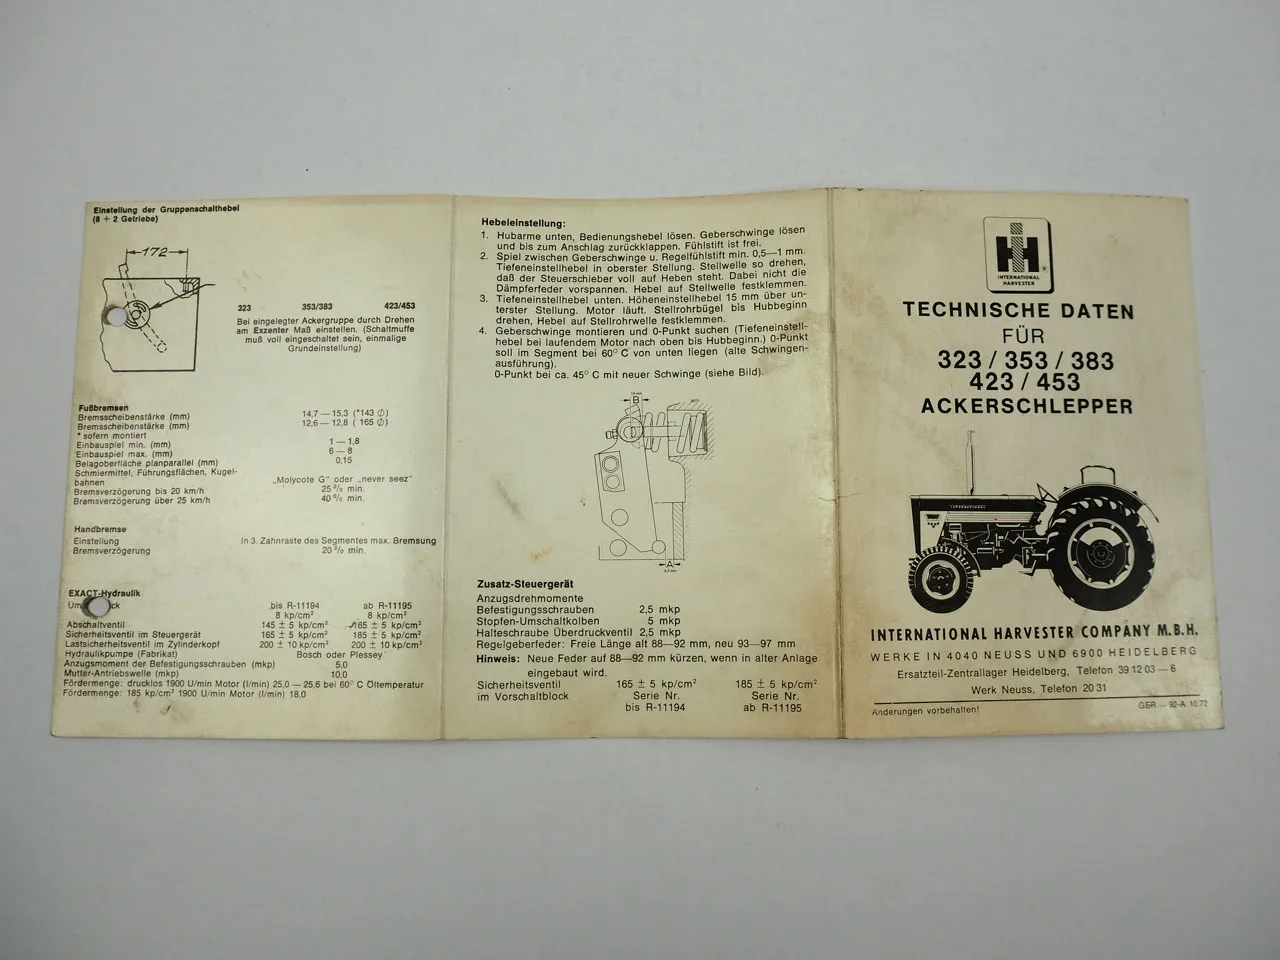 Einstellung der Gruppenschalthebel
(8 + 2 Getriebe)
172
323 353/383 423/453
Bei eingelegter Ackergruppe durch Drehen
am Exzenter Maß einstellen. (Schaltmuffe
muß voll eingeschaltet sein, einmalige
Grundeinstellung)
Fußbremsen
Bremsscheibenstärke (mm) 14,7 — 15,3 (*143 ∅)
Bremsscheibenstärke (mm) 12,6 — 12,8 ( 165 ∅)
* sofern montiert
Einbauspiel min. (mm) 1 — 1,8
Einbauspiel max. (mm) 6 — 8
Belagoberfläche planparallel (mm) 0,15
Schmiermittel, Führungsflächen, Kugel-
bahnen „Molycote G" oder „never seez"
Bremsverzögerung bis 20 km/h 25 % min.
Bremsverzögerung über 25 km/h 40 % min.
Handbremse
Einstellung In 3. Zahnraste des Segmentes max. Bremsung
Bremsverzögerung 20 % min.
EXACT-Hydraulik
bis R-11194 ab R-11195
8 kp/cm² 8 kp/cm²
Abschaltventil 145 ± 5 kp/cm² 165 ± 5 kp/cm²
Sicherheitsventil im Steuergerät 165 ± 5 kp/cm² 185 ± 5 kp/cm²
Lastsicherheitsventil im Zylinderkopf 200 ± 10 kp/cm² 200 ± 10 kp/cm²
Hydraulikpumpe (Fabrikat) Bosch oder Plessey
Anzugsmoment der Befestigungsschrauben (mkp) 5,0
Mutter-Antriebswelle (mkp) 10,0
Fördermenge: drucklos 1900 U/min Motor (l/min) 25,0 — 25,6 bei 60° C Öltemperatur
Fördermenge: 185 kp/cm² 1900 U/min Motor (l/min) 18,0
Hebeleinstellung:
1. Hubarme unten, Bedienungshebel lösen. Geberschwinge lösen
und bis zum Anschlag zurückklappen. Fühlstift ist frei.
2. Spiel zwischen Geberschwinge u. Regelfühlstift min. 0,5—1 mm.
Tiefeneinstellhebel in oberster Stellung. Stellwelle so drehen,
daß der Steuerschieber voll auf Heben steht. Dabei nicht die
Dämpferfeder vorspannen. Hebel auf Stellwelle festklemmen.
3. Tiefeneinstellhebel unten. Höheneinstellhebel 15 mm über un-
terster Stellung. Motor läuft. Stellrohrbügel bis Hubbeginn
drehen, Hebel auf Stellrohrwelle festklemmen.
4. Geberschwinge montieren und 0-Punkt suchen (Tiefeneinstell-
hebel bei laufendem Motor nach oben bis Hubbeginn.) 0-Punkt
soll im Segment bei 60° C von unten liegen (alte Schwingen-
ausführung).
0-Punkt bei ca. 45° C mit neuer Schwinge (siehe Bild).
B
A
Zusatz-Steuergerät
Anzugsdrehmomente
Befestigungsschrauben 2,5 mkp
Stopfen-Umschaltkolben 5 mkp
Halteschraube Überdruckventil 2,5 mkp
Regelgeberfeder: Freie Länge alt 88—92 mm, neu 93—97 mm
Hinweis: Neue Feder auf 88—92 mm kürzen, wenn in alter Anlage
eingebaut wird.
Sicherheitsventil 165 ± 5 kp/cm² 185 ± 5 kp/cm²
im Vorschaltblock Serie Nr. Serie Nr.
bis R-11194 ab R-11195
IH
INTERNATIONAL
HARVESTER
®
TECHNISCHE DATEN
FÜR
323 / 353 / 383
423 / 453
ACKERSCHLEPPER
INTERNATIONAL
INTERNATIONAL HARVESTER COMPANY M.B.H.
WERKE IN 4040 NEUSS UND 6900 HEIDELBERG
Ersatzteil-Zentrallager Heidelberg, Telefon 39 12 03 — 6
Werk Neuss, Telefon 20 31
Änderungen vorbehalten! GER — 92-A 10.72